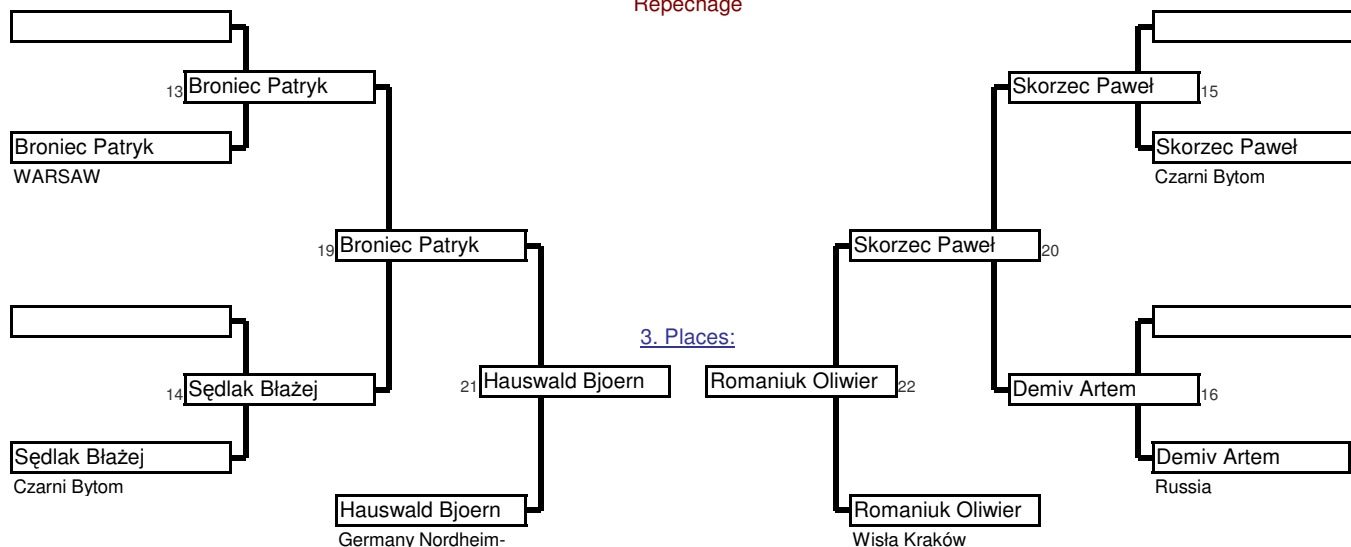 Repechage
13 Broniec Patryk
Skorzec Paweł 15
Broniec Patryk
WARSAW
Skorzec Paweł
Czarni Bytom
19 Broniec Patryk
Skorzec Paweł 20
3. Places:
21 Hauswald Bjoern
Romaniuk Oliwier 22
14 Sędlak Błażej
Demiv Artem 16
Sędlak Błażej
Czarni Bytom
Demiv Artem
Russia
Hauswald Bjoern
Germany Nordheim-
Romaniuk Oliwier
Wisła Kraków